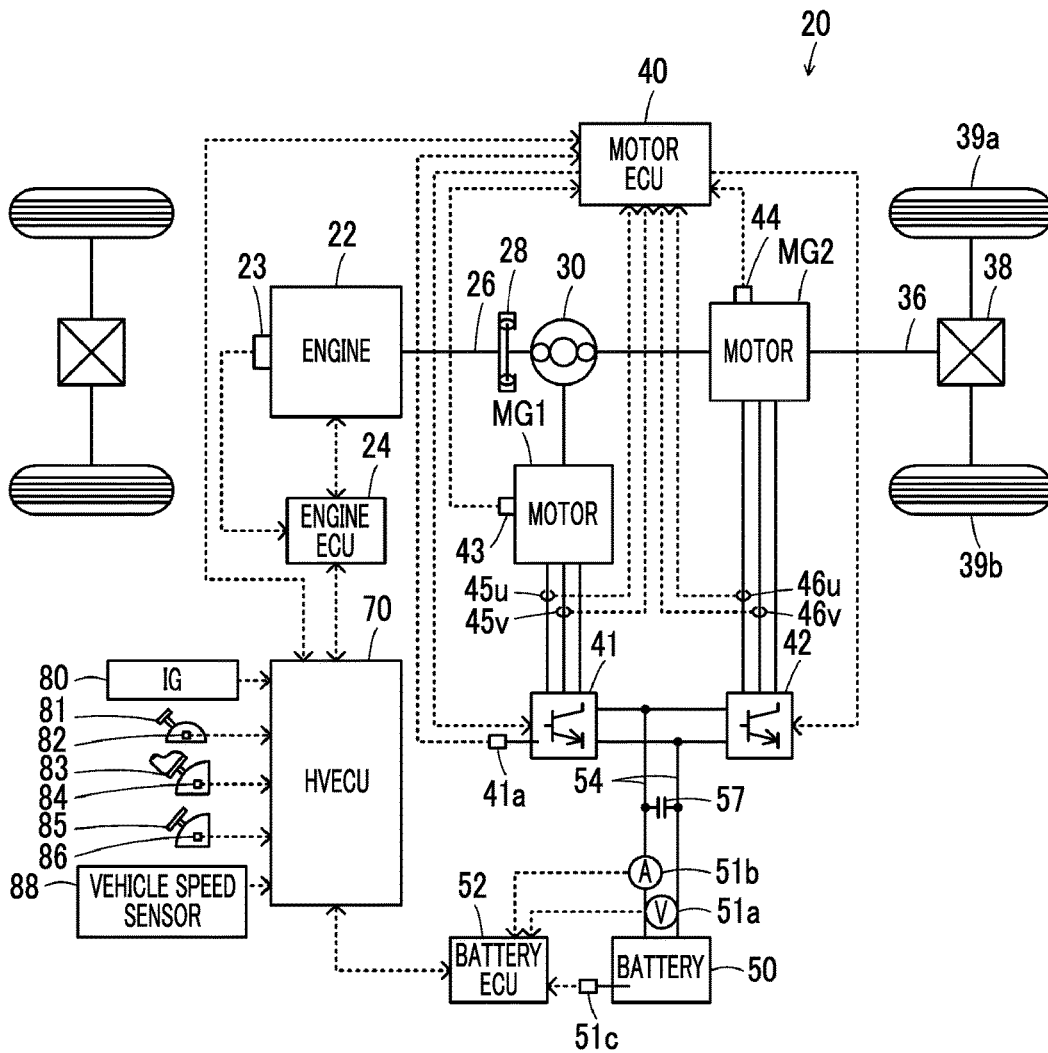 20
40
MOTOR
ECU
39a
22
23
28
30
44
MG2
38
26
36
ENGINE
MOTOR
MG1
24
MOTOR
ENGINE
ECU
43
39b
45u
46u
45v
46v
70
41
42
80
IG
81
82
83
84
HVECU
41a
54
57
85
86
88
VEHICLE SPEED
SENSOR
A
51b
52
V
51a
BATTERY
ECU
BATTERY
50
51c